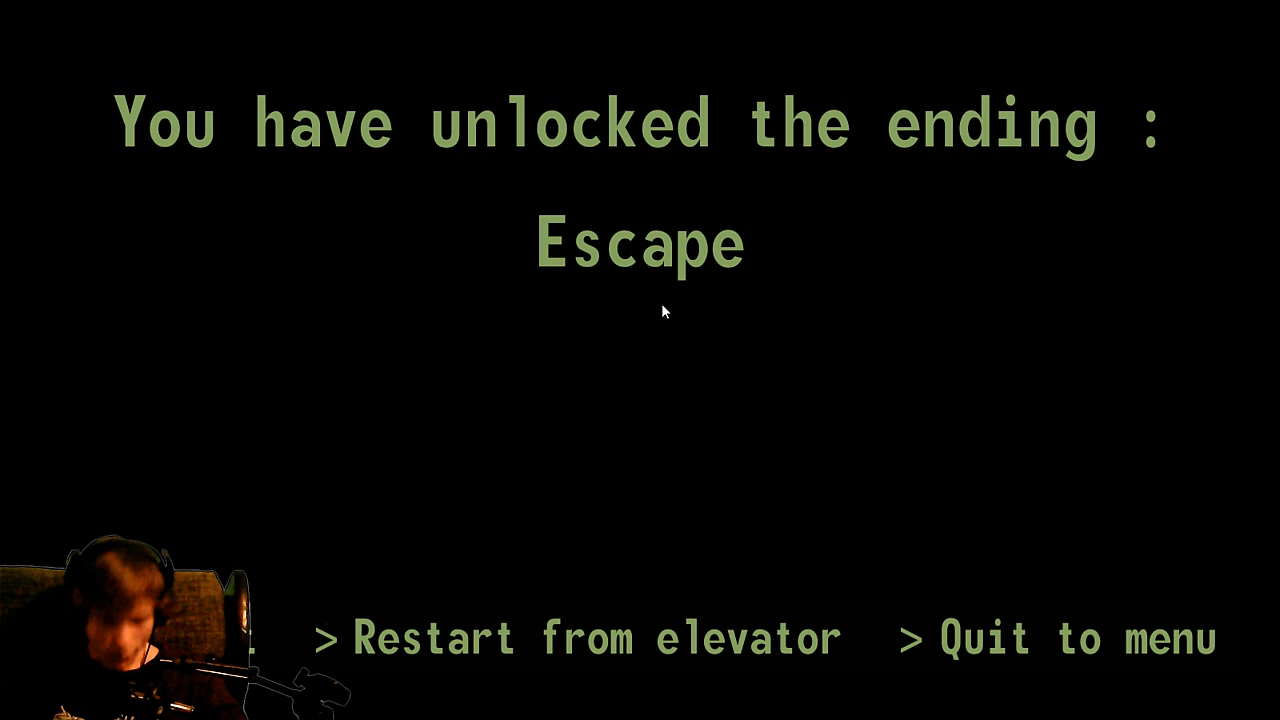 You have unlocked the ending :
Escape
> Restart from elevator > Quit to menu